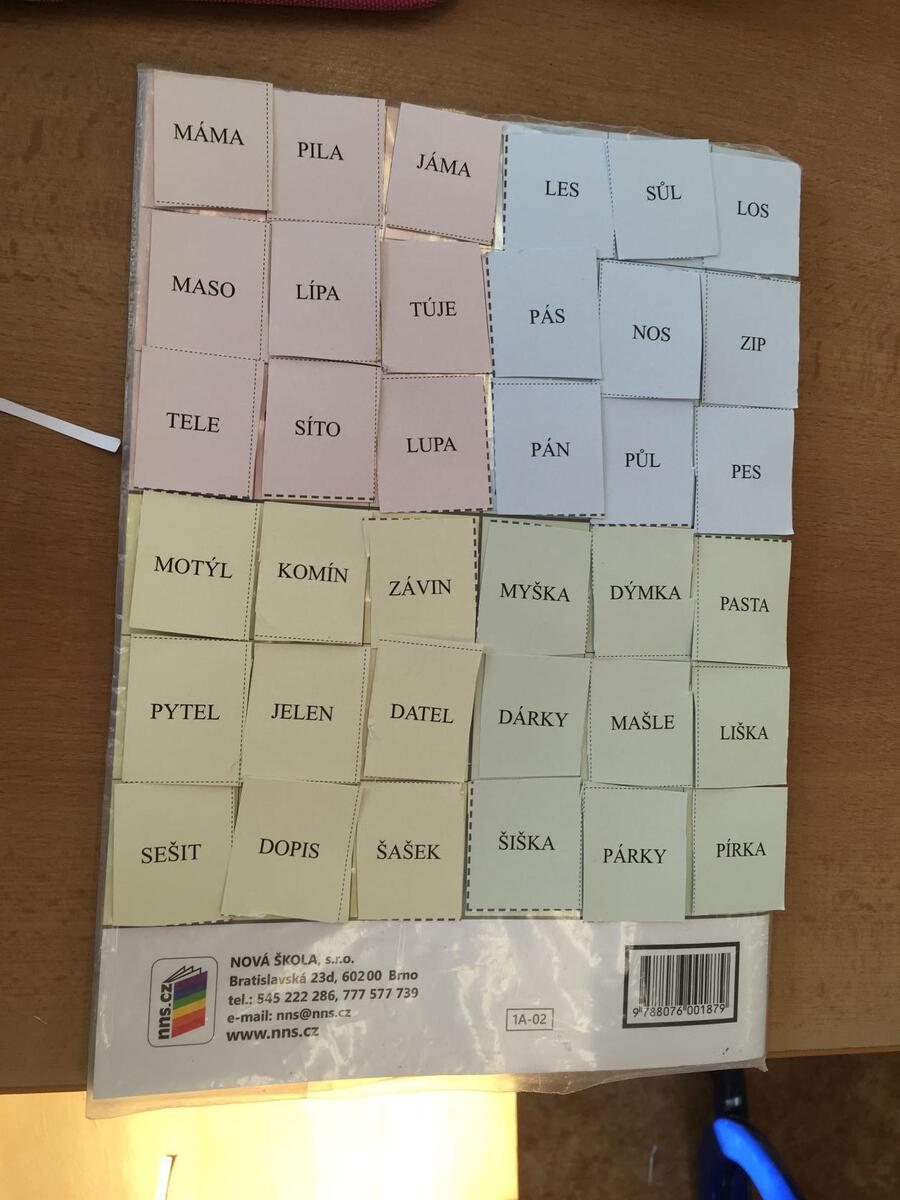 MÁMA PILA JÁMA LES SŮL LOS
MASO LÍPA TÚJE PÁS NOS ZIP
TELE SÍTO LUPA PÁN PŮL PES
MOTÝL KOMÍN ZÁVIN MYŠKA DÝMKA PASTA
PYTEL JELEN DATEL DÁRKY MAŠLE LIŠKA
SEŠIT DOPIS ŠAŠEK ŠIŠKA PÁRKY PÍRKA
nns.cz
NOVÁ ŠKOLA, s.r.o.
Bratislavská 23d, 602 00 Brno
tel.: 545 222 286, 777 577 739
e-mail: nns@nns.cz
www.nns.cz
1A-02
9 788076 001879